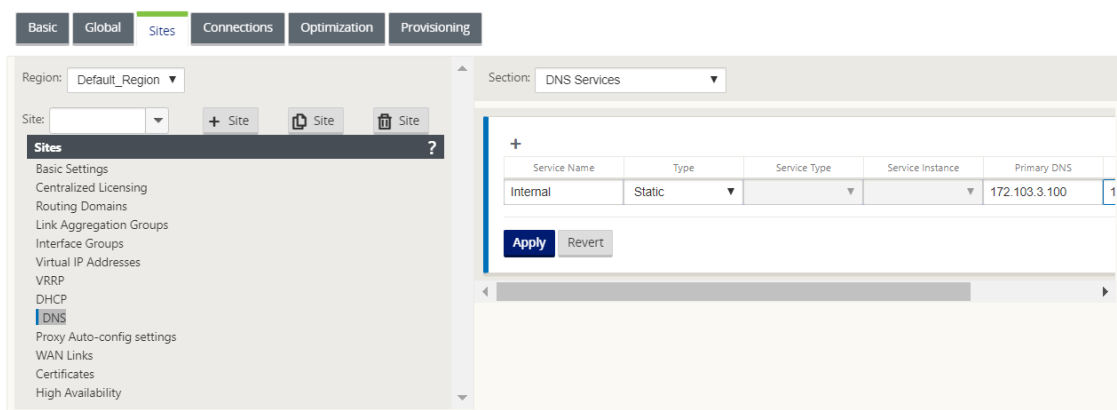 Basic Global Sites Connections Optimization Provisioning
Region: Default_Region
Section: DNS Services
Site:
+ Site Site Site
Sites ?
Basic Settings
Centralized Licensing
Routing Domains
Link Aggregation Groups
Interface Groups
Virtual IP Addresses
VRRP
DHCP
DNS
Proxy Auto-config settings
WAN Links
Certificates
High Availability
+
Service Name Type Service Type Service Instance Primary DNS
Internal Static 172.103.3.100 1
Apply Revert